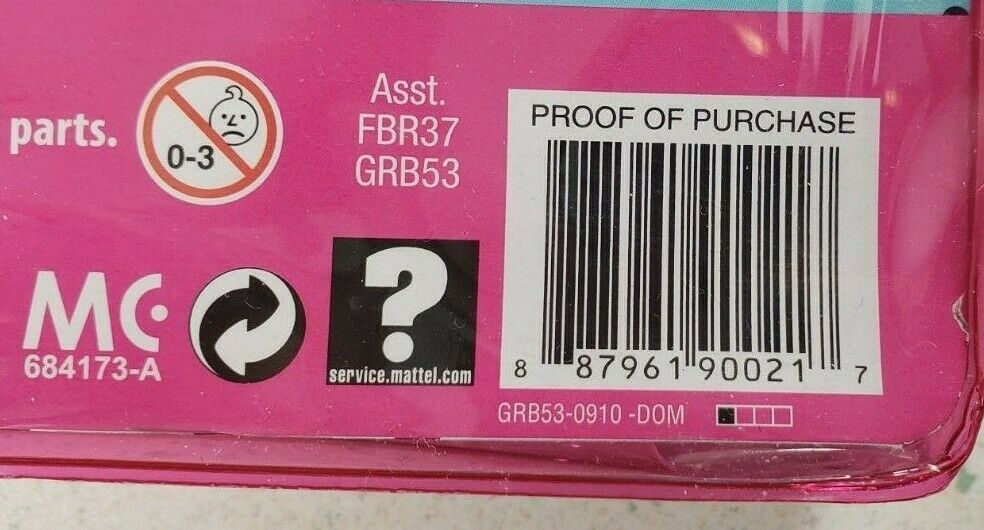 parts.
0-3
Asst.
FBR37
GRB53
PROOF OF PURCHASE
8 87961 90021 7
MC
684173-A
?
service.mattel.com
GRB53-0910 -DOM